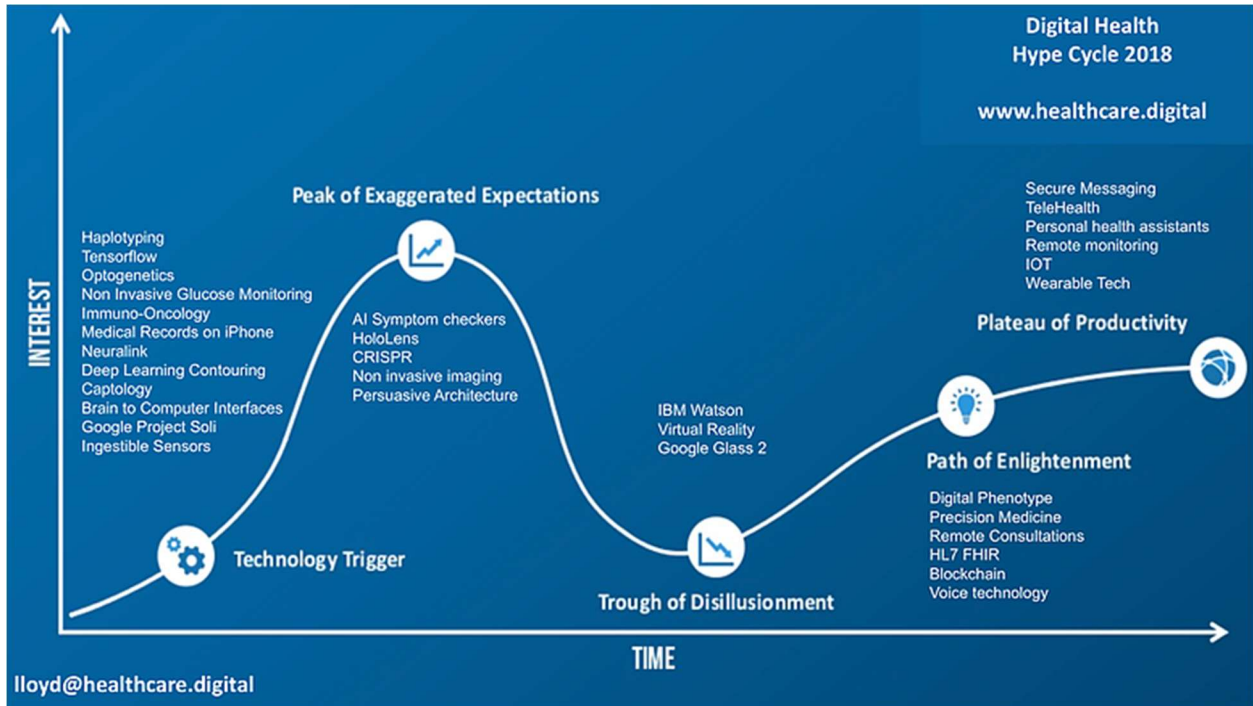 Digital Health
Hype Cycle 2018
www.healthcare.digital
INTEREST
Peak of Exaggerated Expectations
Haplotyping
Tensorflow
Optogenetics
Non Invasive Glucose Monitoring
Immuno-Oncology
Medical Records on iPhone
Neuralink
Deep Learning Contouring
Captology
Brain to Computer Interfaces
Google Project Soli
Ingestible Sensors
Technology Trigger
AI Symptom checkers
HoloLens
CRISPR
Non invasive imaging
Persuasive Architecture
IBM Watson
Virtual Reality
Google Glass 2
Trough of Disillusionment
Secure Messaging
TeleHealth
Personal health assistants
Remote monitoring
IOT
Wearable Tech
Plateau of Productivity
Path of Enlightenment
Digital Phenotype
Precision Medicine
Remote Consultations
HL7 FHIR
Blockchain
Voice technology
TIME
lloyd@healthcare.digital